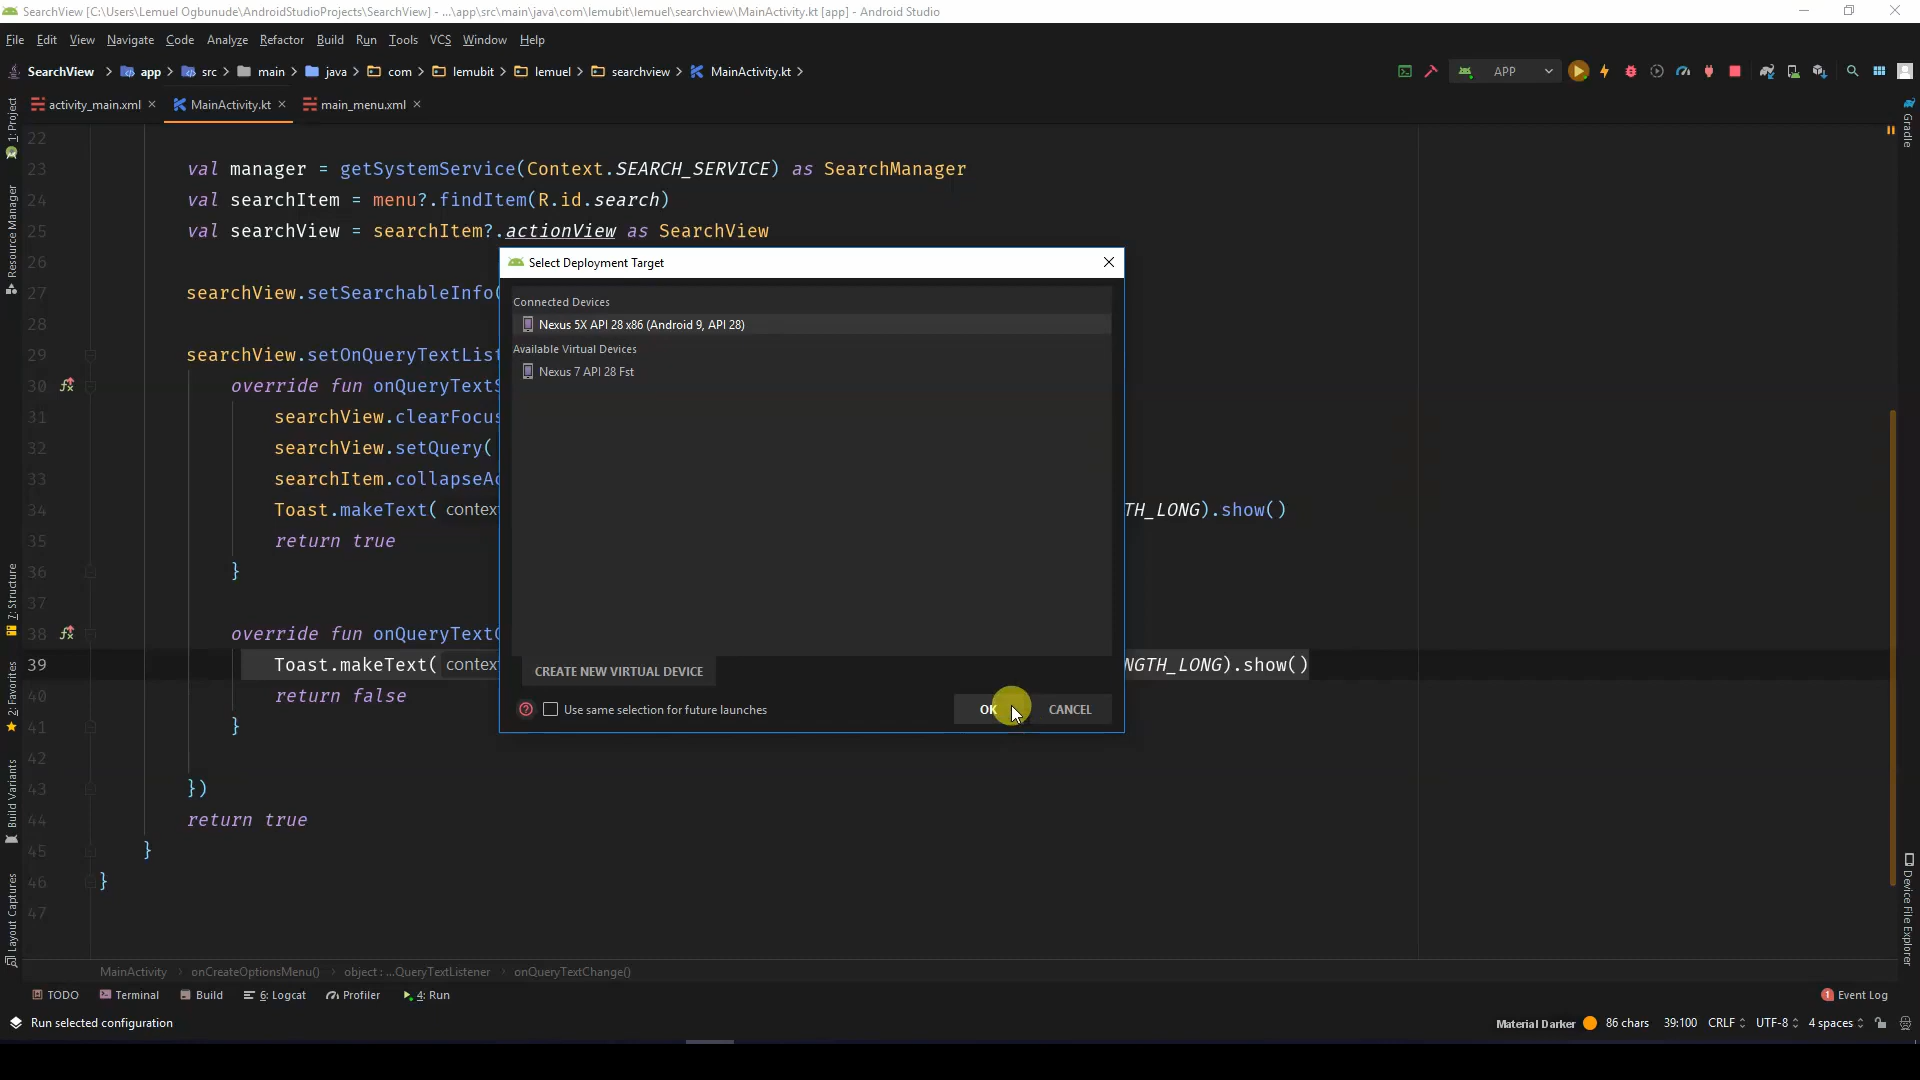 SearchView [C:\Users\Lemuel Ogbunude\AndroidStudioProjects\SearchView] - ...\app\src\main\java\com\lemubit\lemuel\searchview\MainActivity.kt [app] - Android Studio
File Edit View Navigate Code Analyze Refactor Build Run Tools VCS Window Help
SearchView app src main java com lemubit lemuel searchview MainActivity.kt APP
activity_main.xml MainActivity.kt main_menu.xml
1: Project
Resource Manager
7: Structure
2: Favorites
Build Variants
Layout Captures
Gradle
Device File Explorer
22
23 val manager = getSystemService(Context.SEARCH_SERVICE) as SearchManager
24 val searchItem = menu?.findItem(R.id.search)
25 val searchView = searchItem?.actionView as SearchView
26
27 searchView.setSearchableInfo(
28
29 searchView.setOnQueryTextList
30 override fun onQueryTextS
31 searchView.clearFocus
32 searchView.setQuery(
33 searchItem.collapseAc
34 Toast.makeText( context TH_LONG).show()
35 return true
36 }
37
38 override fun onQueryTextC
39 Toast.makeText( context NGTH_LONG).show()
40 return false
41 }
42
43 })
44 return true
45 }
46 }
47
Select Deployment Target
Connected Devices
Nexus 5X API 28 x86 (Android 9, API 28)
Available Virtual Devices
Nexus 7 API 28 Fst
CREATE NEW VIRTUAL DEVICE
? Use same selection for future launches OK CANCEL
MainActivity onCreateOptionsMenu() object : ...QueryTextListener onQueryTextChange()
TODO Terminal Build 6: Logcat Profiler 4: Run 1 Event Log
Run selected configuration Material Darker 86 chars 39:100 CRLF UTF-8 4 spaces